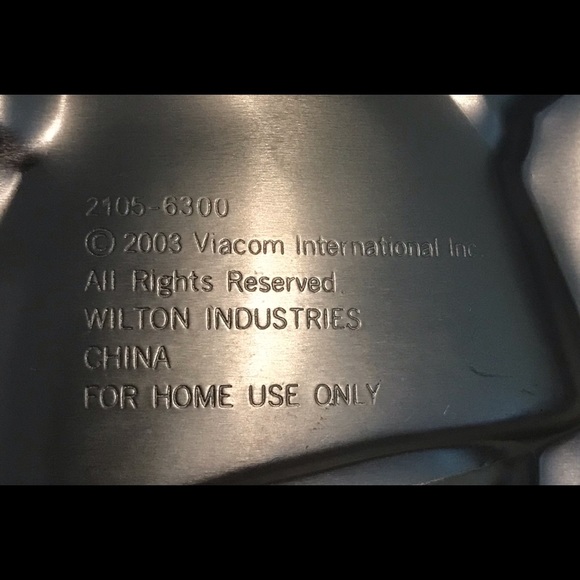 2105-6300
© 2003 Viacom International Inc.
All Rights Reserved.
WILTON INDUSTRIES
CHINA
FOR HOME USE ONLY